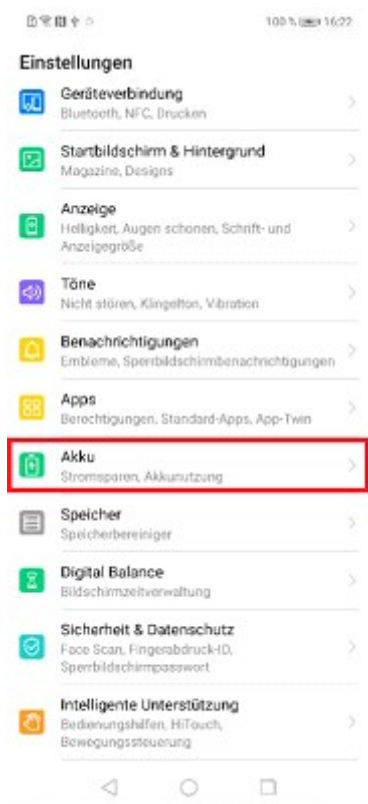 100 % 16:22
Einstellungen
Geräteverbindung
Bluetooth, NFC, Drucken
Startbildschirm & Hintergrund
Magazine, Designs
Anzeige
Helligkeit, Augen schonen, Schrift- und
Anzeigegröße
Töne
Nicht stören, Klingelton, Vibration
Benachrichtigungen
Embleme, Sperrbildschirmbenachrichtigungen
Apps
Berechtigungen, Standard-Apps, App-Twin
Akku
Stromsparen, Akkunutzung
Speicher
Speicherbereiniger
Digital Balance
Bildschirmzeitverwaltung
Sicherheit & Datenschutz
Face Scan, Fingerabdruck-ID,
Sperrbildschirmpasswort
Intelligente Unterstützung
Bedienungshilfen, HiTouch,
Bewegungssteuerung